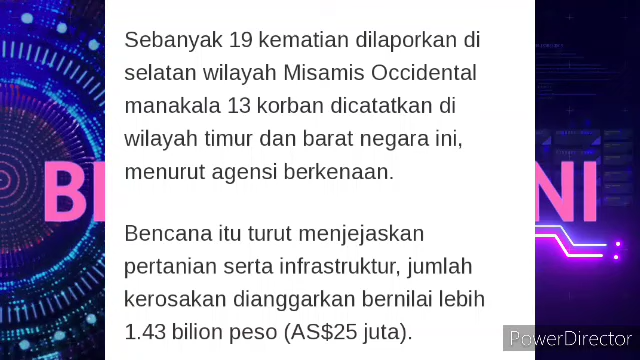 Sebanyak 19 kematian dilaporkan di
selatan wilayah Misamis Occidental
manakala 13 korban dicatatkan di
wilayah timur dan barat negara ini,
menurut agensi berkenaan.
Bencana itu turut menjejaskan
pertanian serta infrastruktur, jumlah
kerosakan dianggarkan bernilai lebih
1.43 bilion peso (AS$25 juta).
PowerDirector